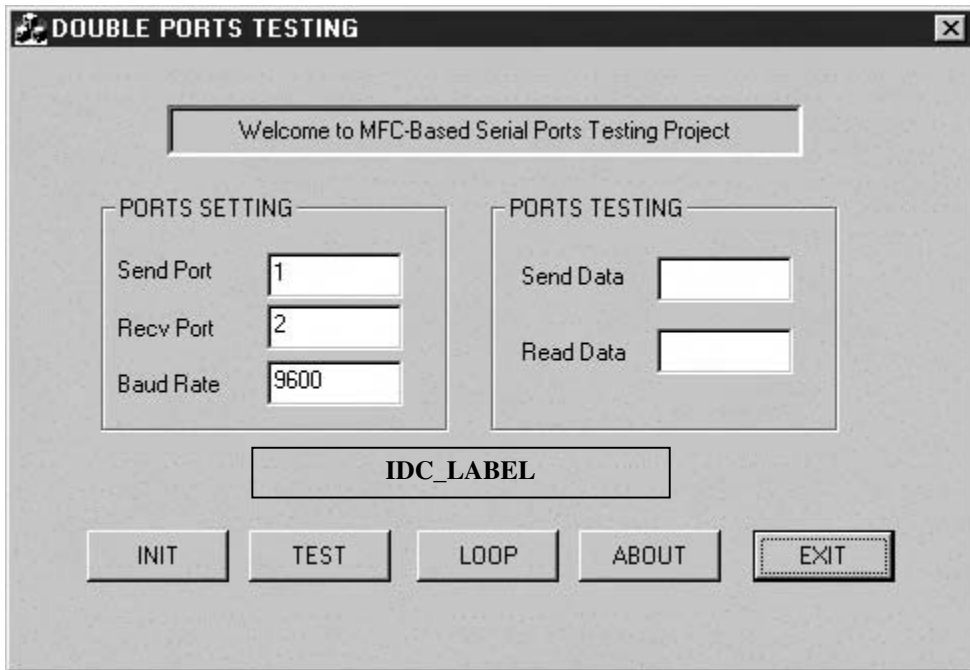 DOUBLE PORTS TESTING
Welcome to MFC-Based Serial Ports Testing Project
PORTS SETTING
Send Port
1
Recv Port
2
Baud Rate
9600
PORTS TESTING
Send Data
Read Data
IDC_LABEL
INIT
TEST
LOOP
ABOUT
EXIT